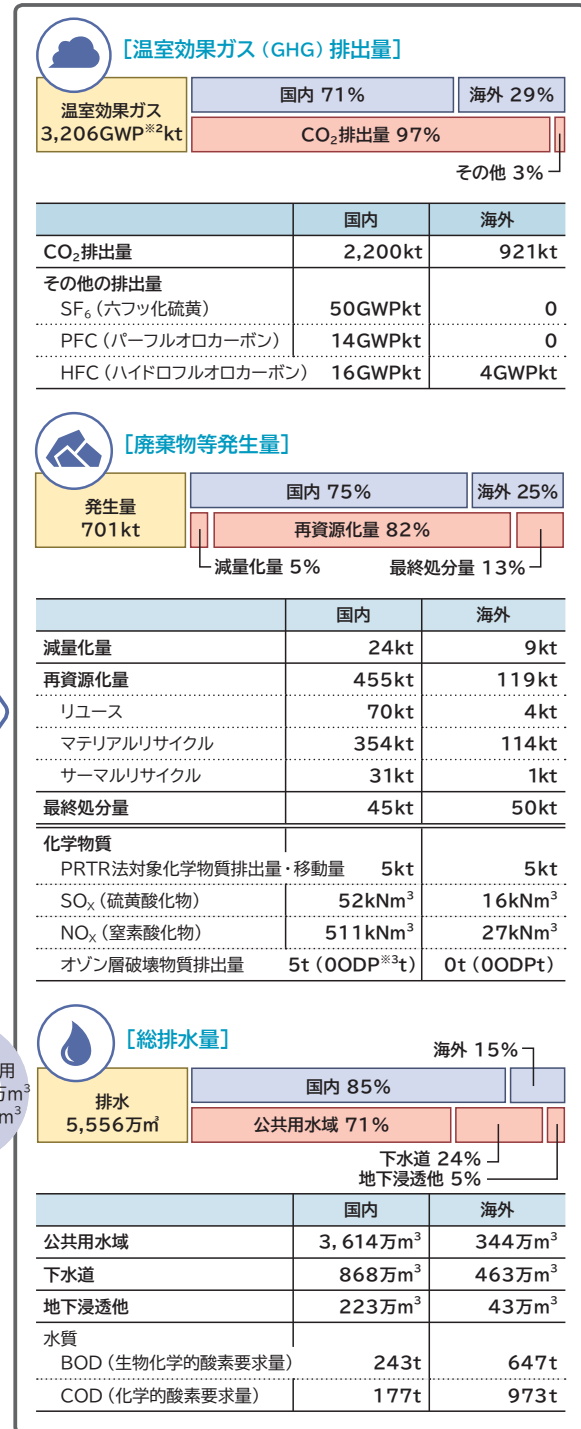 [温室効果ガス(GHG)排出量]
温室効果ガス
3,206GWP※2kt
国内 71%
海外 29%
CO₂排出量 97%
その他 3%
国内 海外
CO₂排出量 2,200kt 921kt
その他の排出量
SF₆(六フッ化硫黄) 50GWPkt 0
PFC(パーフルオロカーボン) 14GWPkt 0
HFC(ハイドロフルオロカーボン) 16GWPkt 4GWPkt
[廃棄物等発生量]
発生量
701kt
国内 75%
海外 25%
再資源化量 82%
減量化量 5%
最終処分量 13%
国内 海外
減量化量 24kt 9kt
再資源化量 455kt 119kt
リユース 70kt 4kt
マテリアルリサイクル 354kt 114kt
サーマルリサイクル 31kt 1kt
最終処分量 45kt 50kt
化学物質
PRTR法対象化学物質排出量・移動量 5kt 5kt
SOX(硫黄酸化物) 52kNm³ 16kNm³
NOX(窒素酸化物) 511kNm³ 27kNm³
オゾン層破壊物質排出量 5t(0ODP※3t) 0t(0ODPt)
[総排水量]
海外 15%
排水
5,556万㎥
国内 85%
公共用水域 71%
下水道 24%
地下浸透他 5%
国内 海外
公共用水域 3,614万m³ 344万m³
下水道 868万m³ 463万m³
地下浸透他 223万m³ 43万m³
水質
BOD(生物化学的酸素要求量) 243t 647t
COD(化学的酸素要求量) 177t 973t
用
万m³
m³